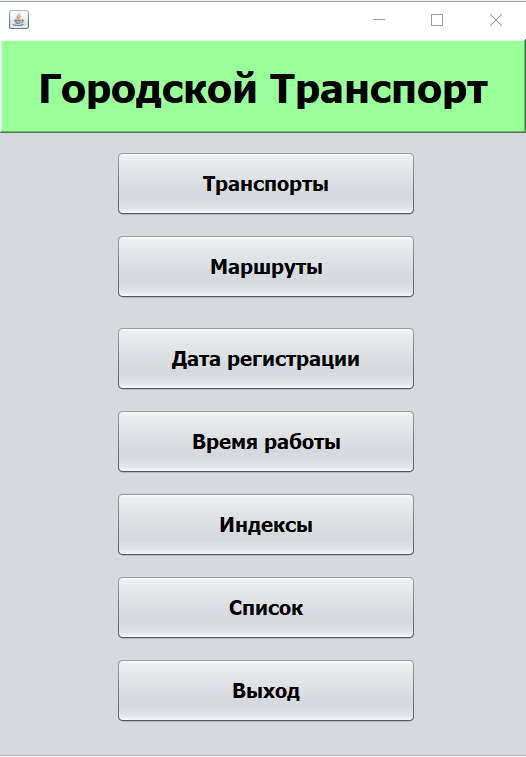 Городской Транспорт
Транспорты
Маршруты
Дата регистрации
Время работы
Индексы
Список
Выход